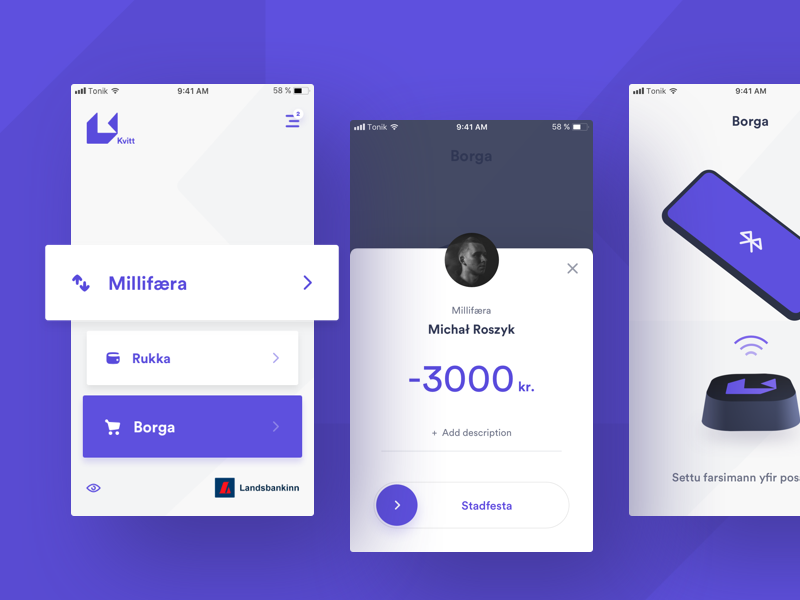 Tonik 9:41 AM 58 %
2
Kvitt
Millifæra
Rukka
Borga
Landsbankinn
Tonik 9:41 AM 58 %
Borga
Millifæra
Michał Roszyk
-3000 kr.
+ Add description
Stadfesta
Tonik 9:41 AM
Borga
Settu farsimann yfir pos